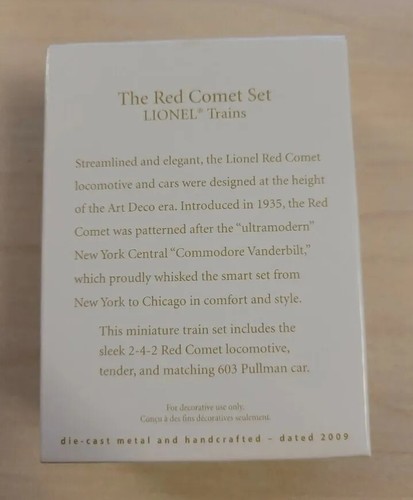 The Red Comet Set
LIONEL® Trains
Streamlined and elegant, the Lionel Red Comet
locomotive and cars were designed at the height
of the Art Deco era. Introduced in 1935, the Red
Comet was patterned after the “ultramodern”
New York Central “Commodore Vanderbilt,”
which proudly whisked the smart set from
New York to Chicago in comfort and style.
This miniature train set includes the
sleek 2-4-2 Red Comet locomotive,
tender, and matching 603 Pullman car.
For decorative use only.
Conçu à des fins décoratives seulement.
die-cast metal and handcrafted – dated 2009